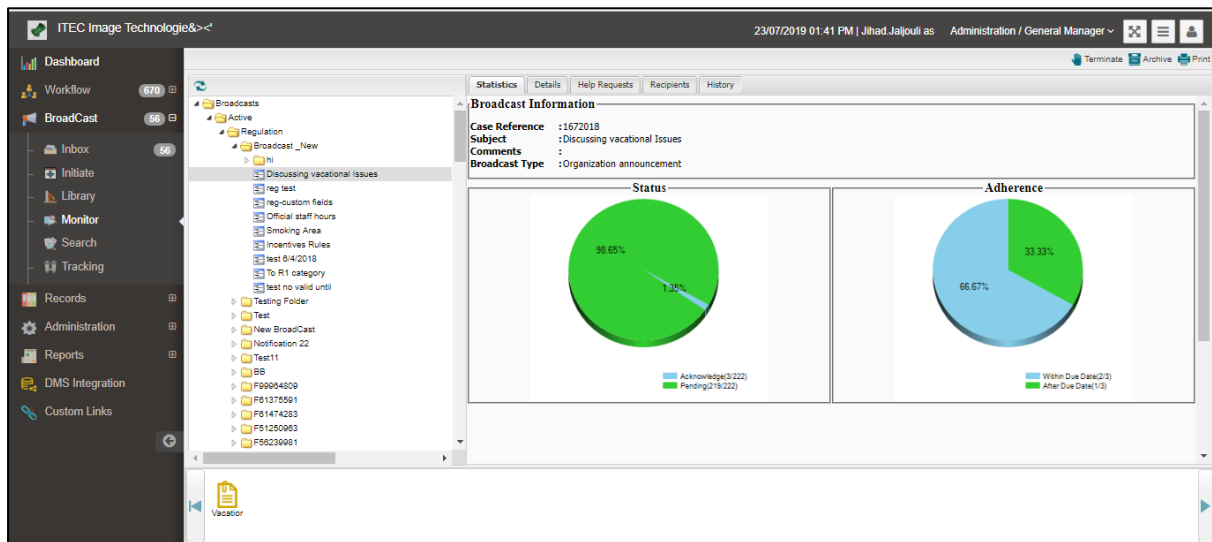 ITEC Image Technologie&><'
23/07/2019 01:41 PM | Jihad.Jaljouli as Administration / General Manager
Dashboard
Workflow 670
BroadCast 56
Inbox 56
Initiate
Library
Monitor
Search
Tracking
Records
Administration
Reports
DMS Integration
Custom Links
Terminate Archive Print
Broadcasts
Active
Regulation
Broadcast _New
hi
Discussing vacational Issues
reg test
reg-custom fields
Official staff hours
Smoking Area
Incentives Rules
test 6/4/2018
To R1 category
test no valid until
Testing Folder
Test
New BroadCast
Notification 22
Test11
BB
F99964809
F61375591
F61474283
F51250963
F56239981
Statistics Details Help Requests Recipients History
Broadcast Information
Case Reference :1672018
Subject :Discussing vacational Issues
Comments :
Broadcast Type :Organization announcement
Status
98.65%
1.35%
Acknowledge(3/222)
Pending(219/222)
Adherence
33.33%
66.67%
Within Due Date(2/3)
After Due Date(1/3)
Vacatior